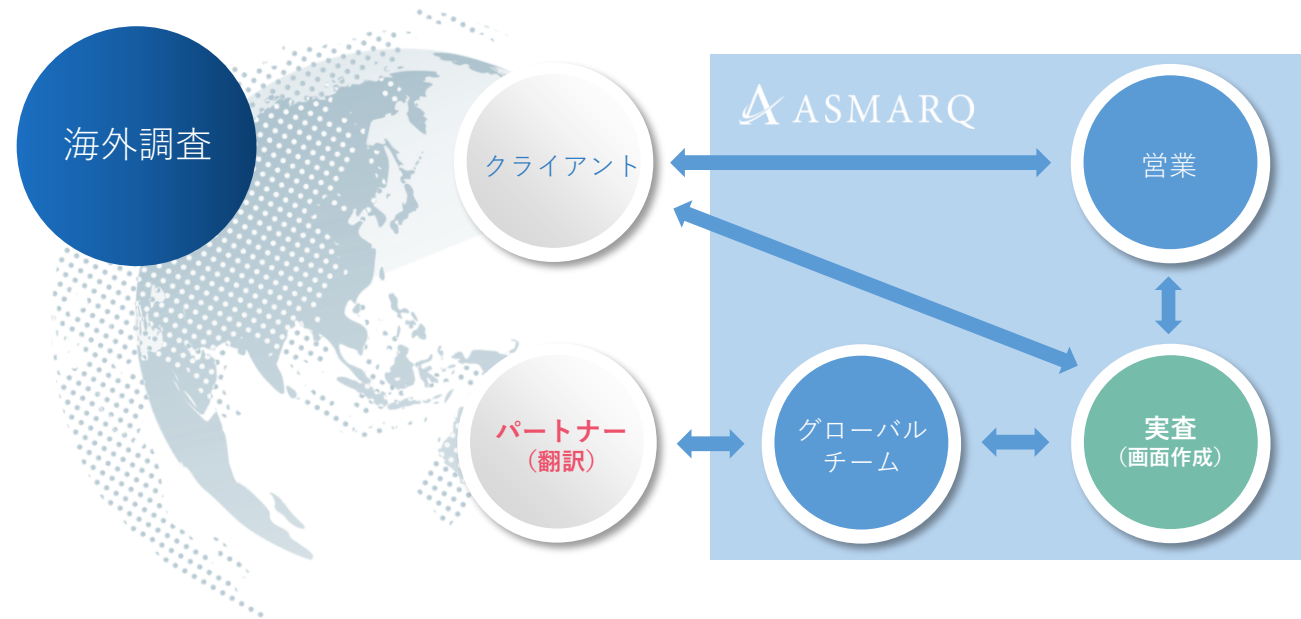 海外調査
クライアント
ASMARQ
営業
パートナー
（翻訳）
グローバル
チーム
実査
（画面作成）